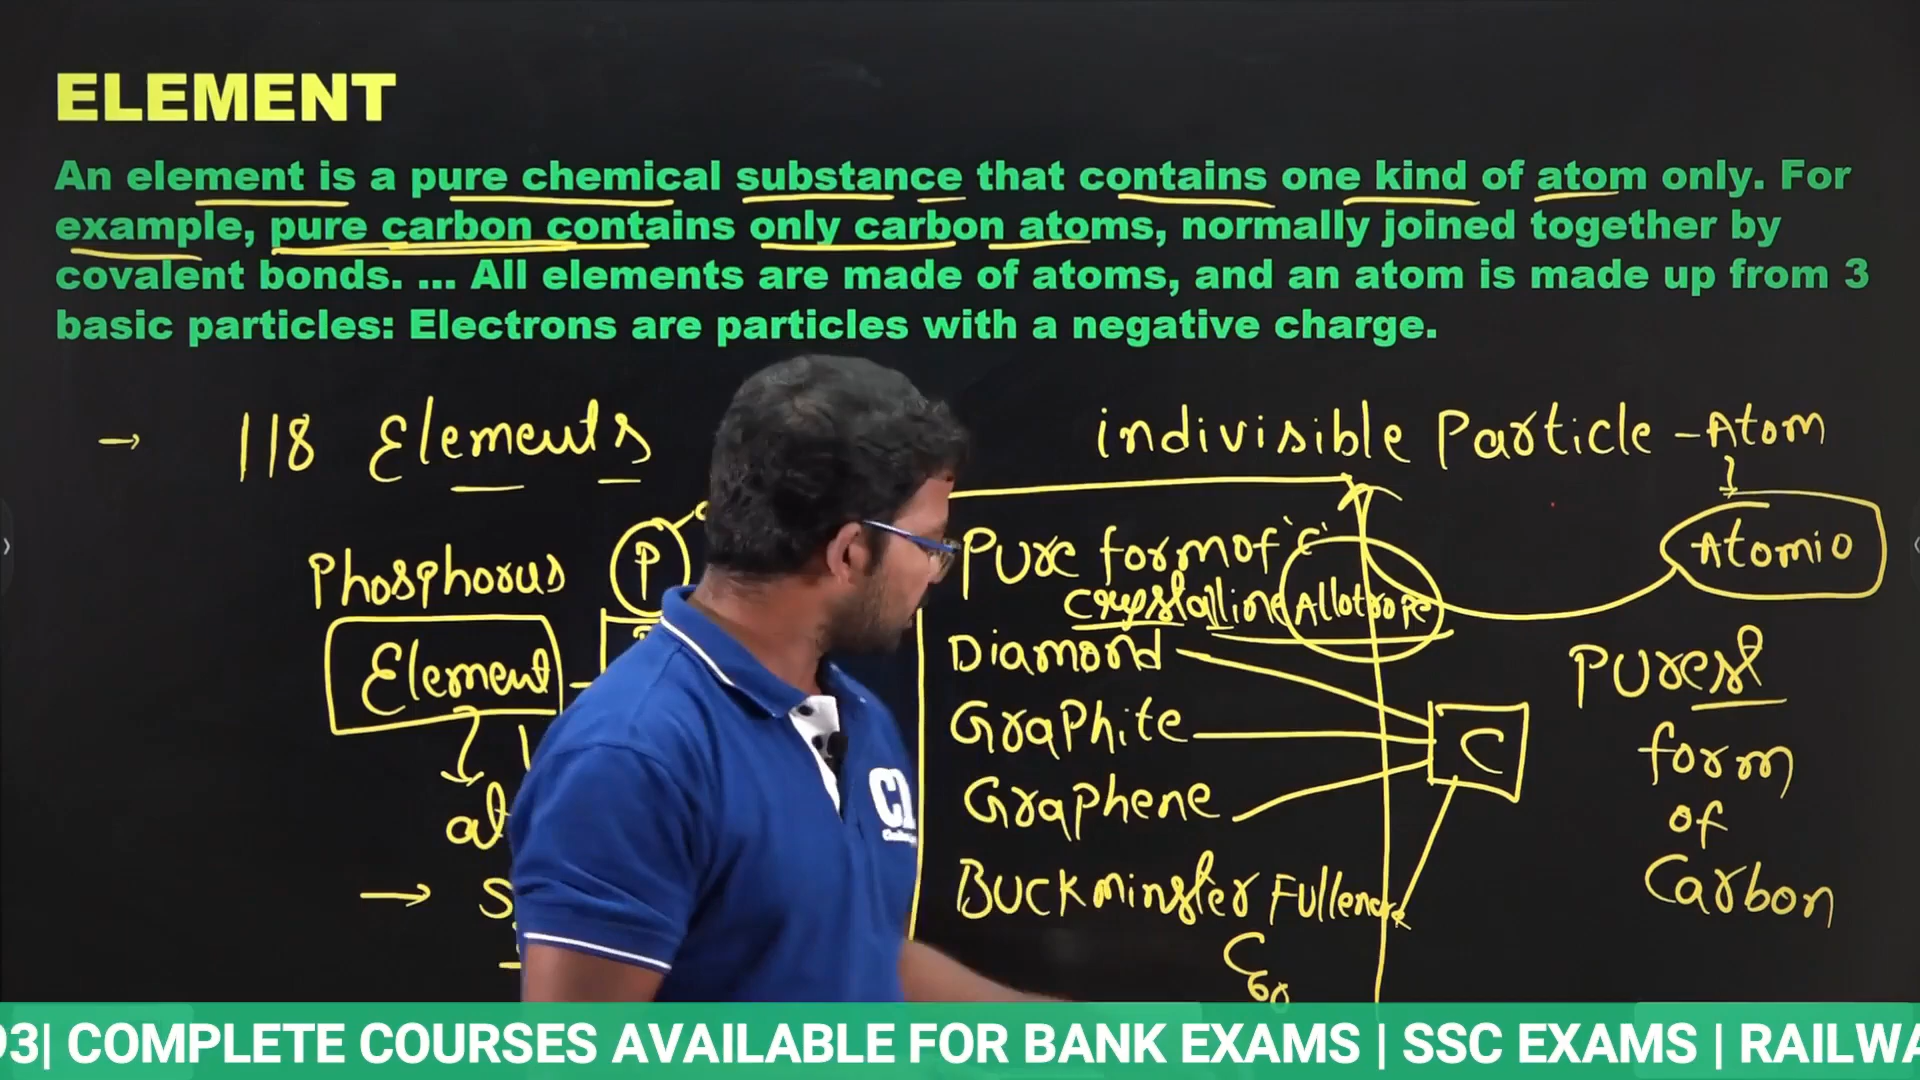 ELEMENT
An element is a pure chemical substance that contains one kind of atom only. For
example, pure carbon contains only carbon atoms, normally joined together by
covalent bonds. ... All elements are made of atoms, and an atom is made up from 3
basic particles: Electrons are particles with a negative charge.
→ 118 Elements
indivisible Particle - Atom
Phosphorus
P
Element
Pure form of 'C'
crystalline Allotrope
Atomic
Diamond
Graphite
Graphene
Buckminster Fullene
C60
C
Purest
form
of
Carbon
→ S
| COMPLETE COURSES AVAILABLE FOR BANK EXAMS | SSC EXAMS |